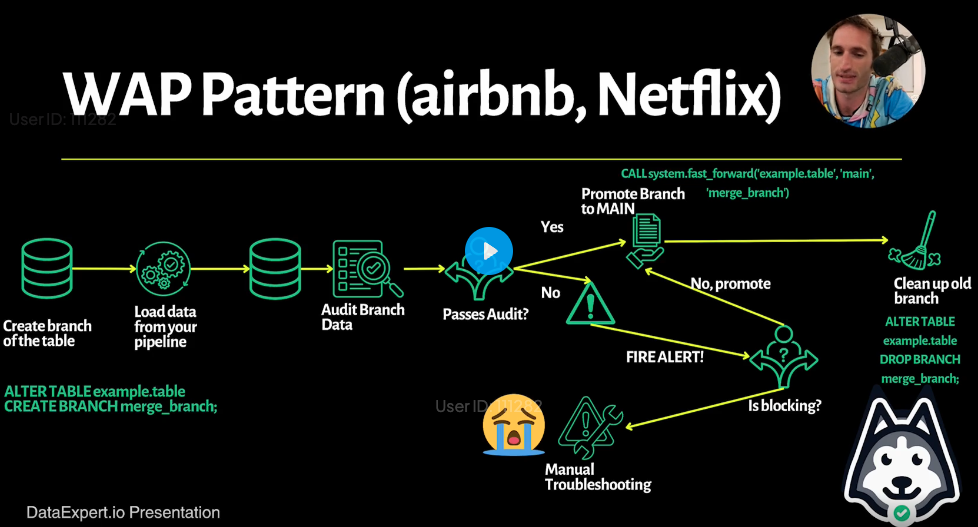 WAP Pattern (airbnb, Netflix)
User ID: 111282
CALL system.fast_forward('example.table', 'main',
'merge_branch')
Promote Branch
to MAIN
Yes
No
No, promote
Create branch
of the table
Load data
from your
pipeline
Audit Branch
Data
Passes Audit?
Clean up old
branch
ALTER TABLE
example.table
DROP BRANCH
merge_branch;
FIRE ALERT!
Is blocking?
ALTER TABLE example.table
CREATE BRANCH merge_branch;
User ID: 111282
Manual
Troubleshooting
DataExpert.io Presentation